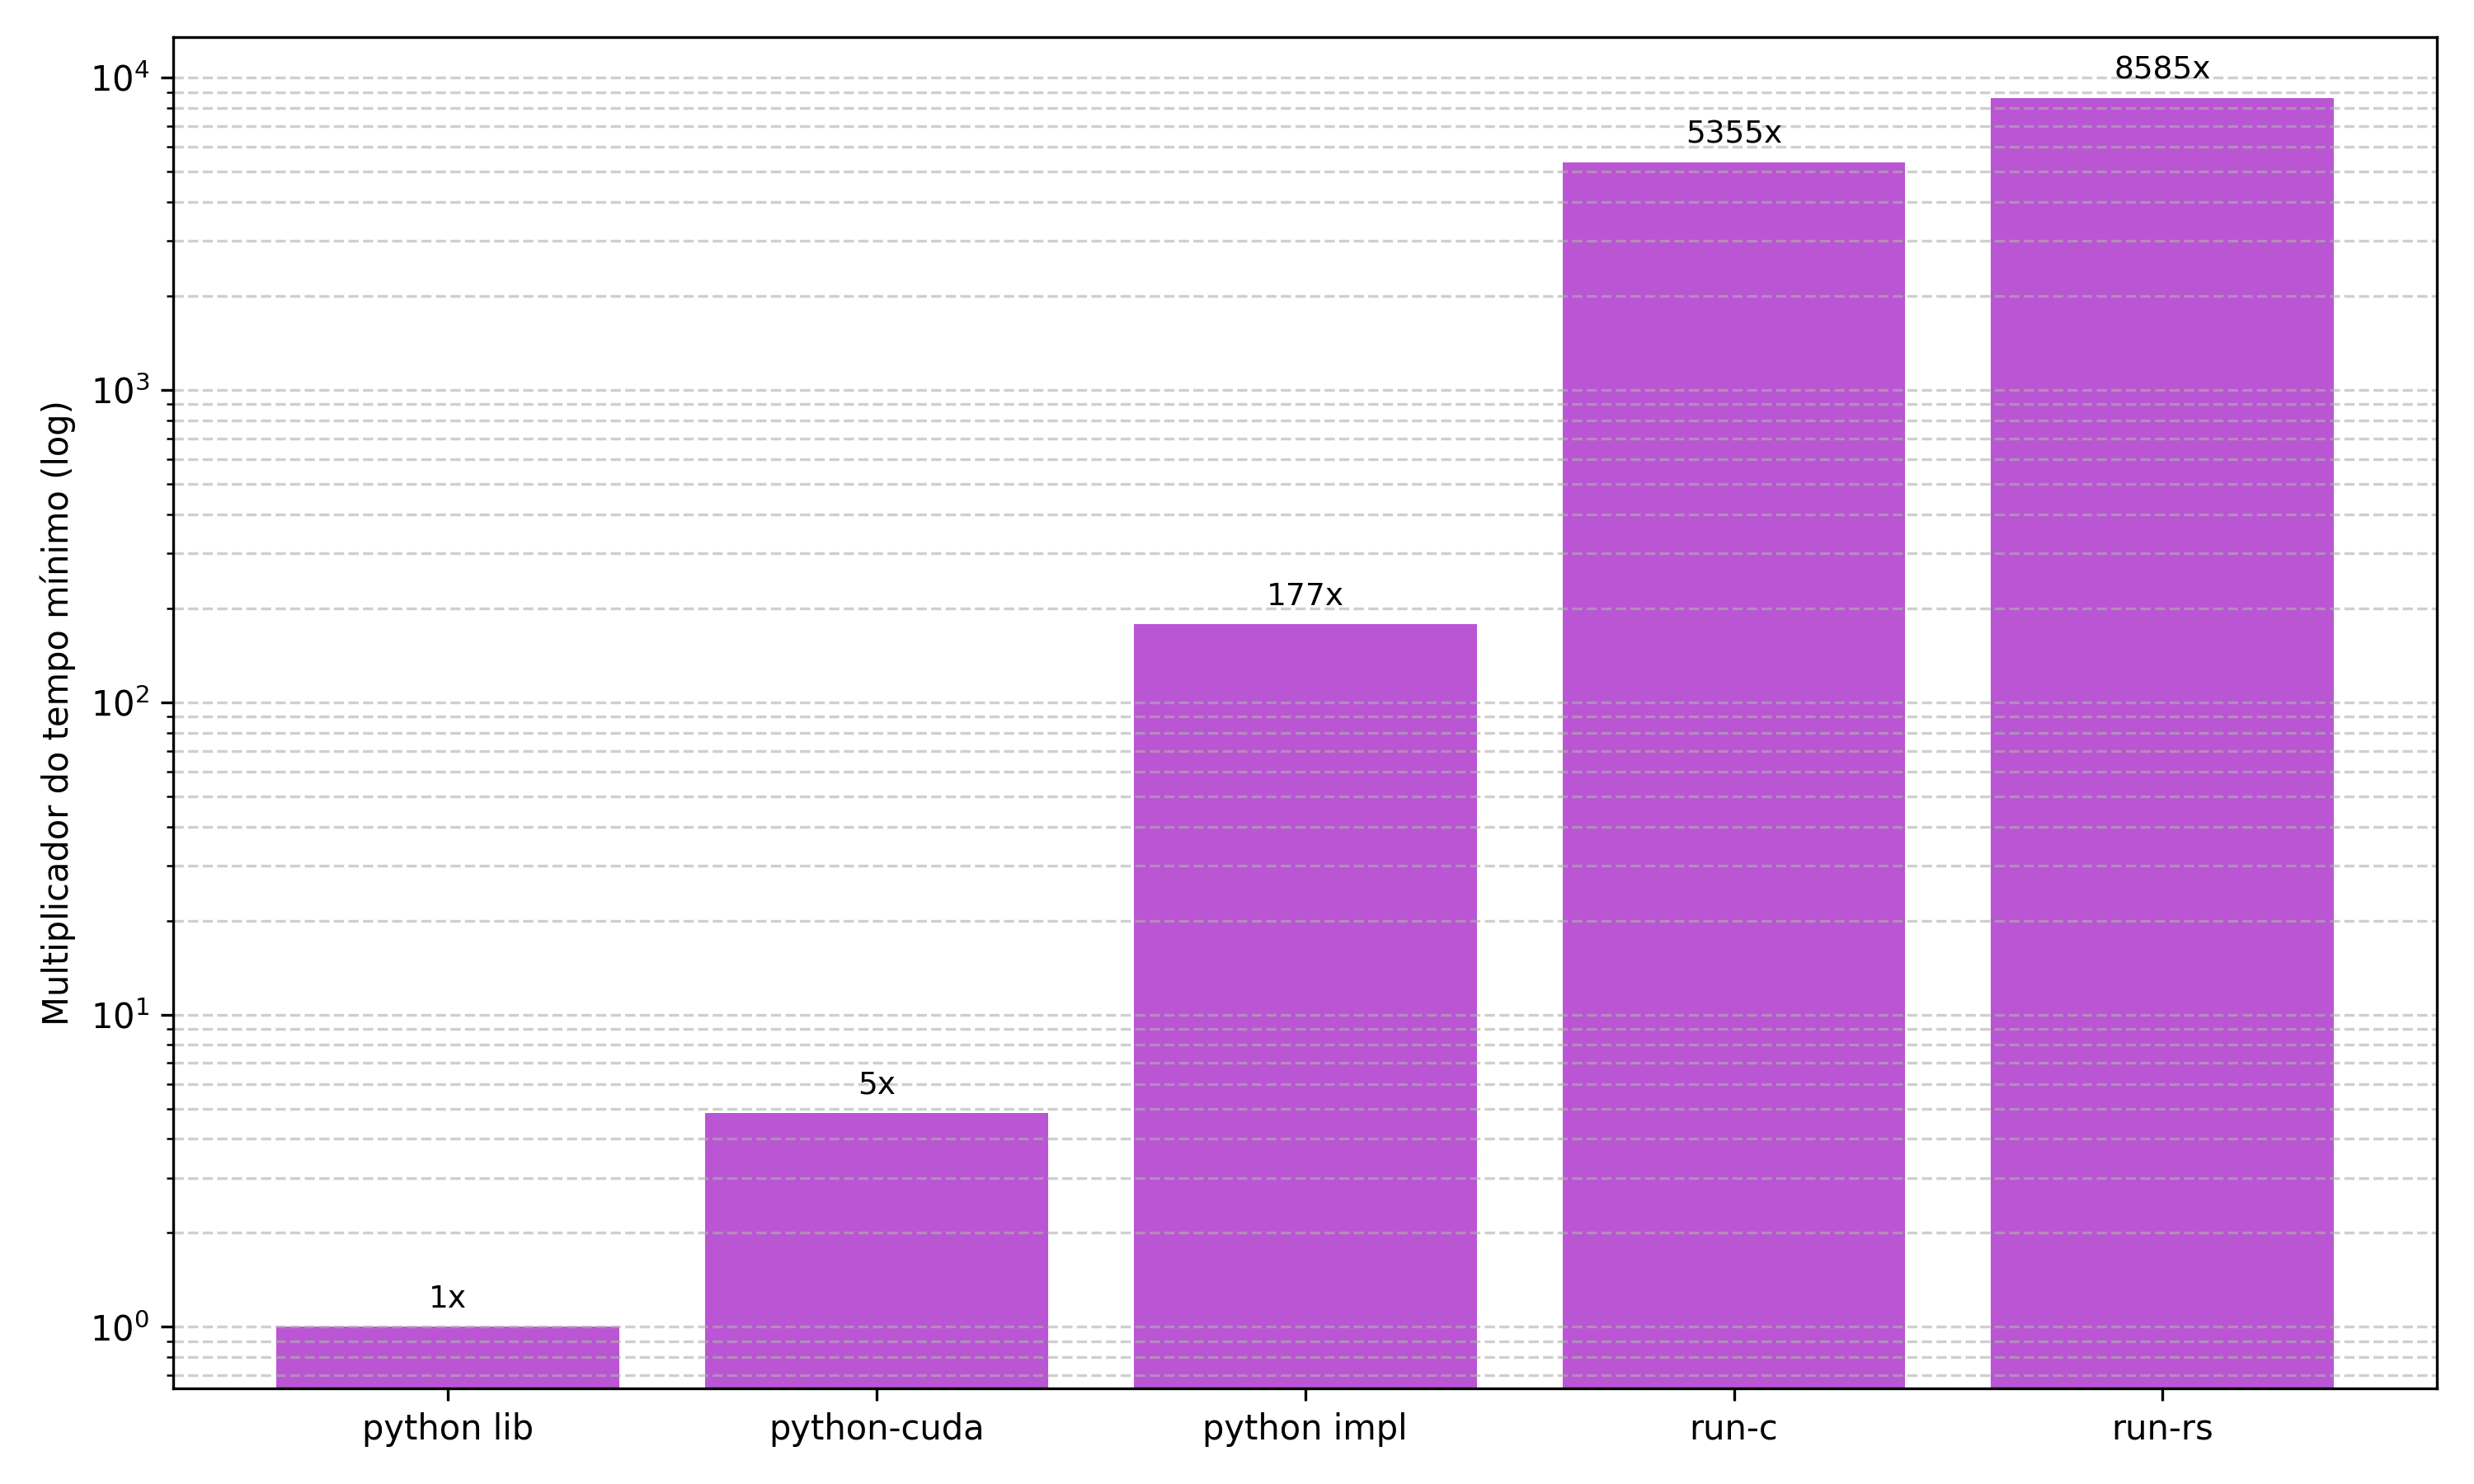 Multiplicador do tempo mínimo (log)
10⁴
10³
10²
10¹
10⁰
1x
5x
177x
5355x
8585x
python lib
python-cuda
python impl
run-c
run-rs